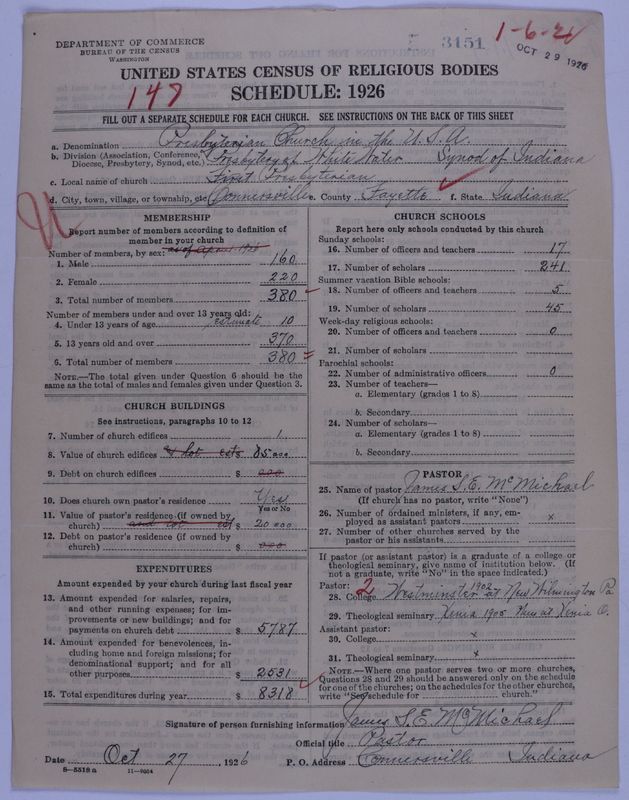 DEPARTMENT OF COMMERCE
BUREAU OF THE CENSUS
WASHINGTON
3151
1-6-26
OCT 29 1926
UNITED STATES CENSUS OF RELIGIOUS BODIES
SCHEDULE: 1926
147
FILL OUT A SEPARATE SCHEDULE FOR EACH CHURCH. SEE INSTRUCTIONS ON THE BACK OF THIS SHEET
a. Denomination Presbyterian Church in the U.S.A.
b. Division (Association, Conference, Diocese, Presbytery, Synod, etc.) Presbytery of White Water Synod of Indiana
c. Local name of church First Presbyterian
d. City, town, village, or township, etc. Connersville e. County Fayette f. State Indiana
MEMBERSHIP
Report number of members according to definition of
member in your church
Number of members, by sex:
1. Male 160
2. Female 220
3. Total number of members 380
Number of members under and over 13 years old:
4. Under 13 years of age estimate 10
5. 13 years old and over 370
6. Total number of members 380
NOTE.—The total given under Question 6 should be
same as the total of males and females given under Question 3.
CHURCH BUILDINGS
See instructions, paragraphs 10 to 12
7. Number of church edifices 1
8. Value of church edifices & lot est $ 85000
9. Debt on church edifices $ 000
10. Does church own pastor's residence Yes
Yes or No
11. Value of pastor's residence (if owned by
church) and lot est $ 20 000
12. Debt on pastor's residence (if owned by
church) $ 000
EXPENDITURES
Amount expended by your church during last fiscal year
13. Amount expended for salaries, repairs,
and other running expenses; for im-
provements or new buildings; and for
payments on church debt $ 5787
14. Amount expended for benevolences, in-
cluding home and foreign missions; for
denominational support; and for all
other purposes $ 2531
15. Total expenditures during year $ 8318
CHURCH SCHOOLS
Report here only schools conducted by this church
Sunday schools:
16. Number of officers and teachers 17
17. Number of scholars 241
Summer vacation Bible schools:
18. Number of officers and teachers 5
19. Number of scholars 45
Week-day religious schools:
20. Number of officers and teachers 0
21. Number of scholars
Parochial schools:
22. Number of administrative officers 0
23. Number of teachers—
a. Elementary (grades 1 to 8)
b. Secondary
24. Number of scholars—
a. Elementary (grades 1 to 8)
b. Secondary
PASTOR
25. Name of pastor James S. E. McMichael
(If church has no pastor, write "None")
26. Number of ordained ministers, if any, em-
ployed as assistant pastors x
27. Number of other churches served by the
pastor or his assistants
If pastor (or assistant pastor) is a graduate of a college or
theological seminary, give name of institution below. (If
not a graduate, write "No" in the space indicated.)
Pastor: 2
28. College Westminster 1902 at New Wilmington Pa
29. Theological seminary Xenia 1905 Now at Xenia O.
Assistant pastor:
30. College x
31. Theological seminary x
NOTE.—Where one pastor serves two or more churches,
Questions 28 and 29 should be answered only on the schedule
for one of the churches; on the schedules for the other churches,
write "See schedule for church."
Signature of person furnishing information James S. E. McMichael
Official title Pastor
Date Oct 27, 1926 P. O. Address Connersville Indiana
8—5518 a 11—9604